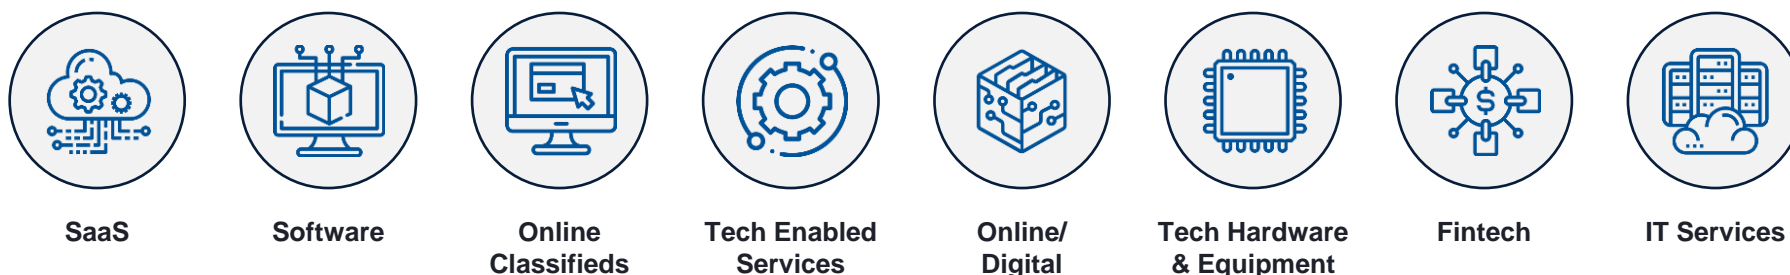 SaaS
Software
Online
Classifieds
Tech Enabled
Services
Online/
Digital
Tech Hardware
& Equipment
Fintech
IT Services